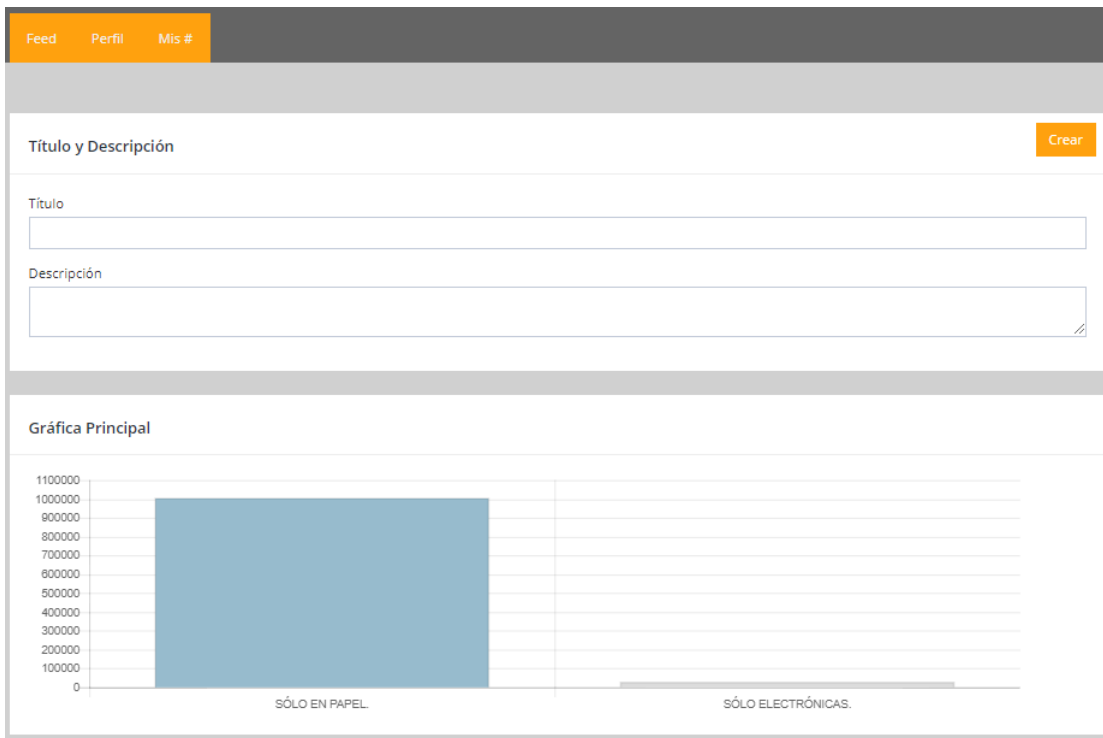 Feed Perfil Mis #
Título y Descripción
Crear
Título
Descripción
Gráfica Principal
1100000
1000000
900000
800000
700000
600000
500000
400000
300000
200000
100000
0
SÓLO EN PAPEL. SÓLO ELECTRÓNICAS.